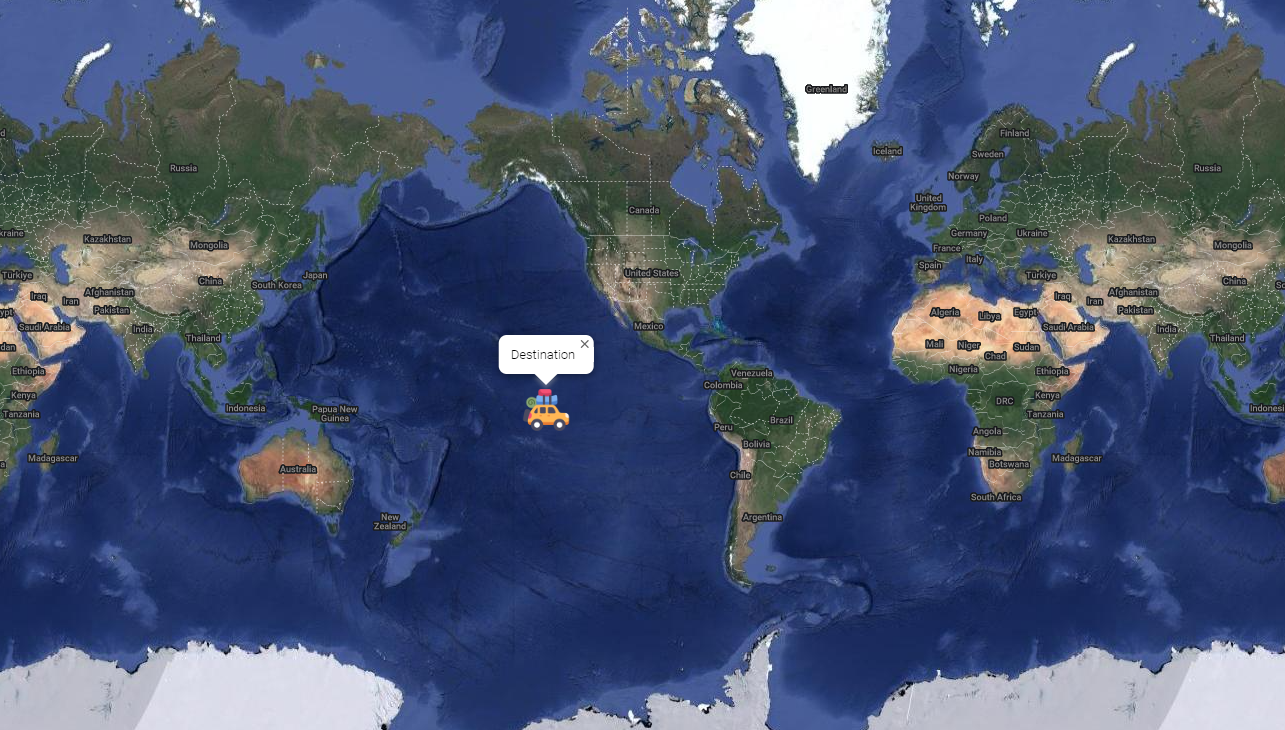 Greenland
Finland
Iceland
Sweden
Russia
Russia
Norway
United
Kingdom
Canada
Poland
Germany
Ukraine
kraine
Kazakhstan
Mongolia
Kazakhstan
Mongolia
France
Italy
Spain
Türkiye
United States
Türkiye
Japan
South Korea
China
China
Afghanistan
Pakistan
Iraq
Iran
Afghanistan
Pakistan
Iraq
Iran
Algeria
Libya
Egypt
Saudi Arabia
India
Thailand
Mexico
Saudi Arabia
India
Thailand
Mali
Niger
Chad
Sudan
Destination
Ethiopia
Kenya
Tanzania
Venezuela
Colombia
Nigeria
Ethiopia
Kenya
Tanzania
DRC
Indonesia
Papua New
Guinea
Brazil
Peru
Bolivia
Angola
Namibia
Botswana
Madagascar
Madagascar
Indonesi
Australia
Chile
South Africa
New
Zealand
Argentina